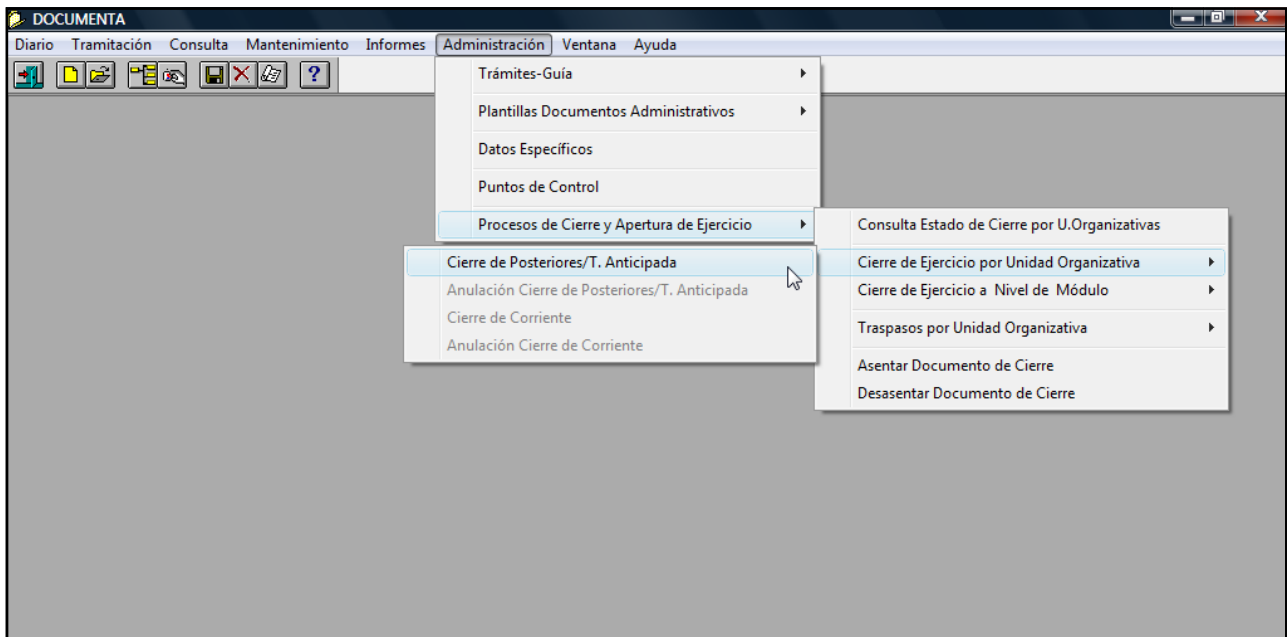 DOCUMENTA
Diario Tramitación Consulta Mantenimiento Informes Administración Ventana Ayuda
?
Trámites-Guía
Plantillas Documentos Administrativos
Datos Específicos
Puntos de Control
Procesos de Cierre y Apertura de Ejercicio
Consulta Estado de Cierre por U.Organizativas
Cierre de Ejercicio por Unidad Organizativa
Cierre de Ejercicio a Nivel de Módulo
Traspasos por Unidad Organizativa
Asentar Documento de Cierre
Desasentar Documento de Cierre
Cierre de Posteriores/T. Anticipada
Anulación Cierre de Posteriores/T. Anticipada
Cierre de Corriente
Anulación Cierre de Corriente